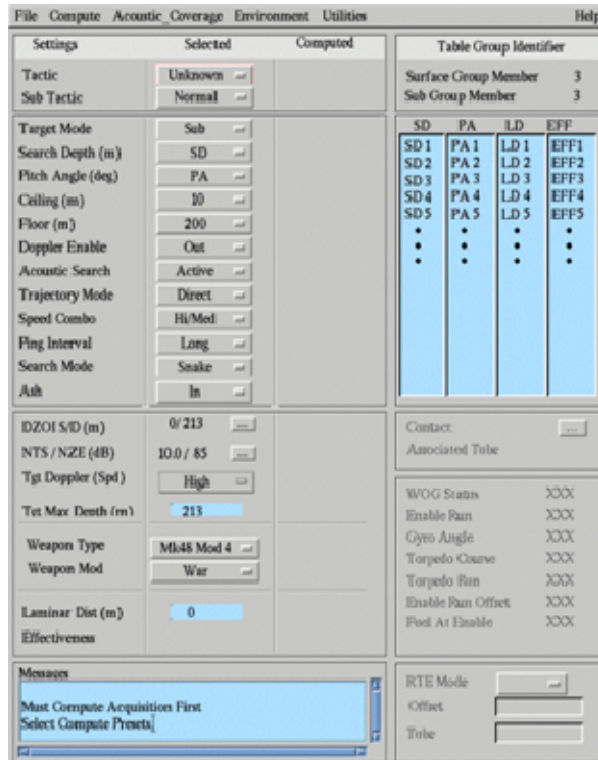 File Compute Acoustic_Coverage Environment Utilities Help
Settings Selected Computed
Tactic Unknown
Sub Tactic Normal
Target Mode Sub
Search Depth (m) SD
Pitch Angle (deg) PA
Ceiling (m) 10
Floor (m) 200
Doppler Enable Out
Acoustic Search Active
Trajectory Mode Direct
Speed Combo Hi/Med
Ping Interval Long
Search Mode Snake
Ash In
IDZOI S/D (m) 0/ 213 ...
NTS / NZE (dB) 10.0 / 85 ...
Tgt Doppler (Spd ) High
Tgt Max Depth (m) 213
Weapon Type Mk48 Mod 4
Weapon Mod War
Laminar Dist (m) 0
Effectiveness
Messages
Must Compute Acquisition First
Select Compute Presets
Table Group Identifier
Surface Group Member 3
Sub Group Member 3
SD PA LD EFF
SD1 PA1 LD1 EFF1
SD2 PA2 LD2 EFF2
SD3 PA3 LD3 EFF3
SD4 PA4 LD4 EFF4
SD5 PA5 LD5 EFF5
Contact: ...
Associated Tube
WOG Status XXX
Enable Run XXX
Gyro Angle XXX
Torpedo Course XXX
Torpedo Run XXX
Enable Run Offset XXX
Fuel At Enable XXX
RTE Mode
Offset
Tube